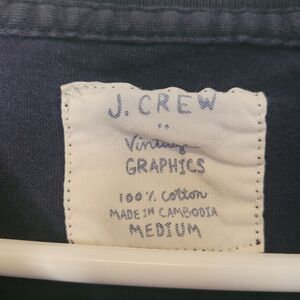 J. CREW
Vintage
GRAPHICS
100% Cotton
MADE IN CAMBODIA
MEDIUM